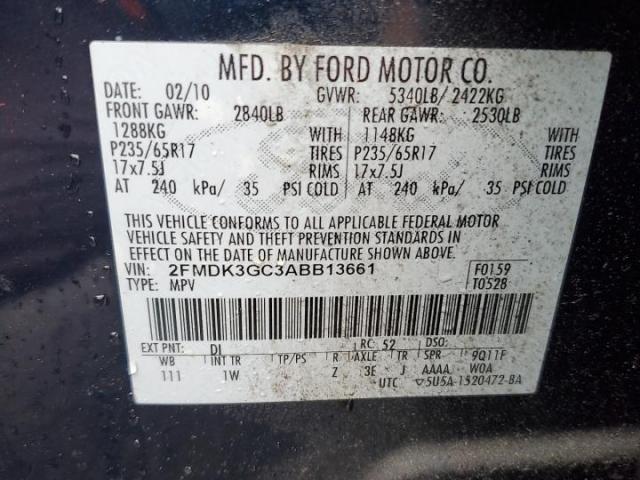 MFD. BY FORD MOTOR CO.
DATE: 02/10 GVWR: 5340LB/ 2422KG
FRONT GAWR: 2840LB REAR GAWR: 2530LB
1288KG WITH 1148KG WITH
P235/65R17 TIRES P235/65R17 TIRES
17x7.5J RIMS 17x7.5J RIMS
AT 240 kPa/ 35 PSI COLD AT 240 kPa/ 35 PSI COLD
THIS VEHICLE CONFORMS TO ALL APPLICABLE FEDERAL MOTOR
VEHICLE SAFETY AND THEFT PREVENTION STANDARDS IN
EFFECT ON THE DATE OF MANUFACTURE SHOWN ABOVE.
VIN: 2FMDK3GC3ABB13661 F0159
TYPE: MPV T0528
EXT PNT: DI RC: 52 DSO:
WB INT TR TP/PS R AXLE TR SPR 9Q11F
111 1W Z 3E J AAAA W0A
UTC ▽5U5A-1520472-BA